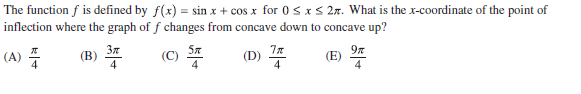 The function f is defined by f(x) = sin x + cos x for 0 ≤ x ≤ 2π. What is the x-coordinate of the point of
inflection where the graph of f changes from concave down to concave up?
(A) π/4 (B) 3π/4 (C) 5π/4 (D) 7π/4 (E) 9π/4